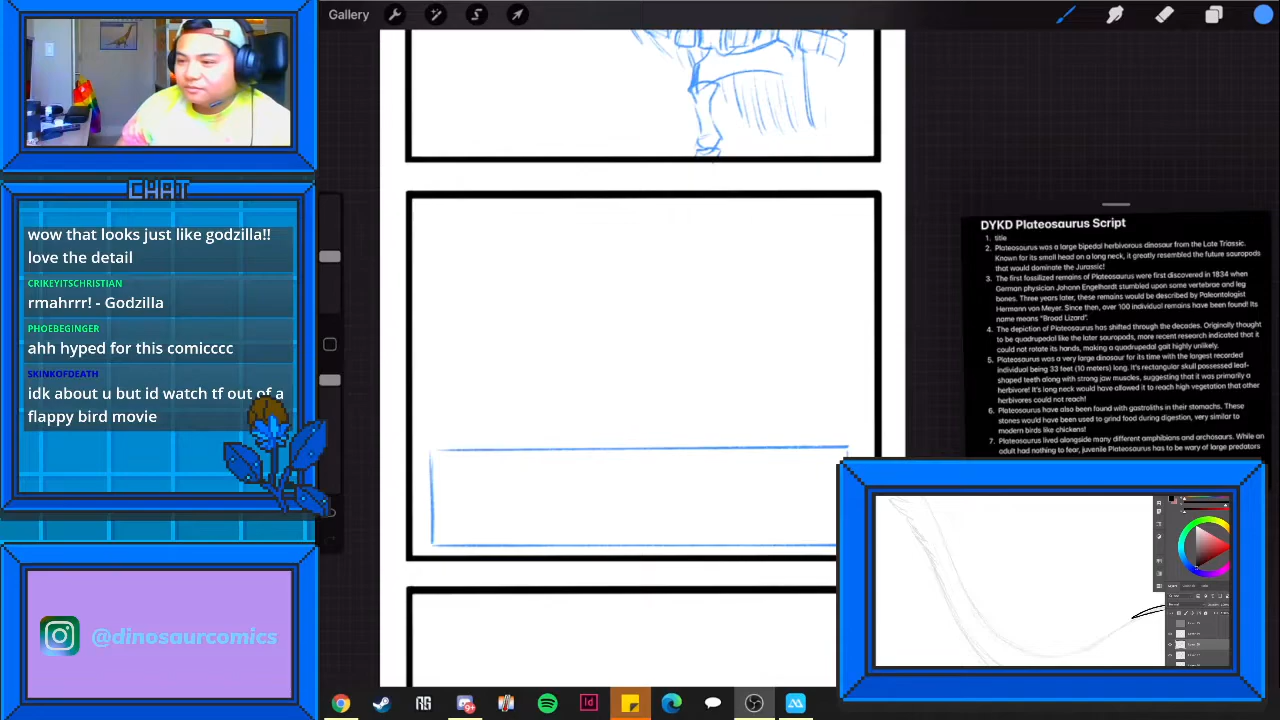 Gallery
CHAT
wow that looks just like godzilla!!
love the detail
CRIKEYITSCHRISTIAN
rmahrrr! - Godzilla
PHOEBEGINGER
ahh hyped for this comicccc
SKINKOFDEATH
idk about u but id watch tf out of a
flappy bird movie
@dinosaurcomics
DYKD Plateosaurus Script
1. title
2. Plateosaurus was a large bipedal herbivorous dinosaur from the Late Triassic.
Known for its small head on a long neck, it greatly resembled the future sauropods
that would dominate the Jurassic!
3. The first fossilized remains of Plateosaurus were first discovered in 1834 when
German physician Johann Engelhardt stumbled upon some vertebrae and leg
bones. Three years later, these remains would be described by Paleontologist
Hermann von Meyer. Since then, over 100 individual remains have been found! Its
name means "Broad Lizard".
4. The depiction of Plateosaurus has shifted through the decades. Originally thought
to be quadrupedal like the later sauropods, more recent research indicated that it
could not rotate its hands, making a quadrupedal gait highly unlikely.
5. Plateosaurus was a very large dinosaur for its time with the largest recorded
individual being 33 feet (10 meters) long. It's rectangular skull possessed leaf-
shaped teeth along with strong jaw muscles, suggesting that it was primarily a
herbivore! It's long neck would have allowed it to reach high vegetation that other
herbivores could not reach!
6. Plateosaurus have also been found with gastroliths in their stomachs. These
stones would have been used to grind food during digestion, very similar to
modern birds like chickens!
7. Plateosaurus lived alongside many different amphibians and archosaurs. While an
adult had nothing to fear, juvenile Plateosaurus has to be wary of large predators
Id